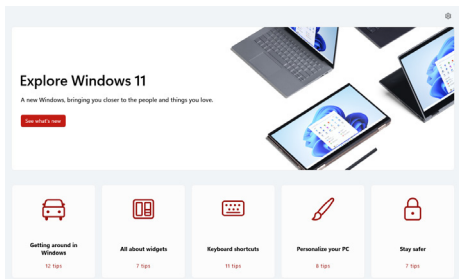 Explore Windows 11
A new Windows, bringing you closer to the people and things you love.
See what's new
Getting around in
Windows
12 tips
All about widgets
7 tips
Keyboard shortcuts
11 tips
Personalize your PC
8 tips
Stay safer
7 tips